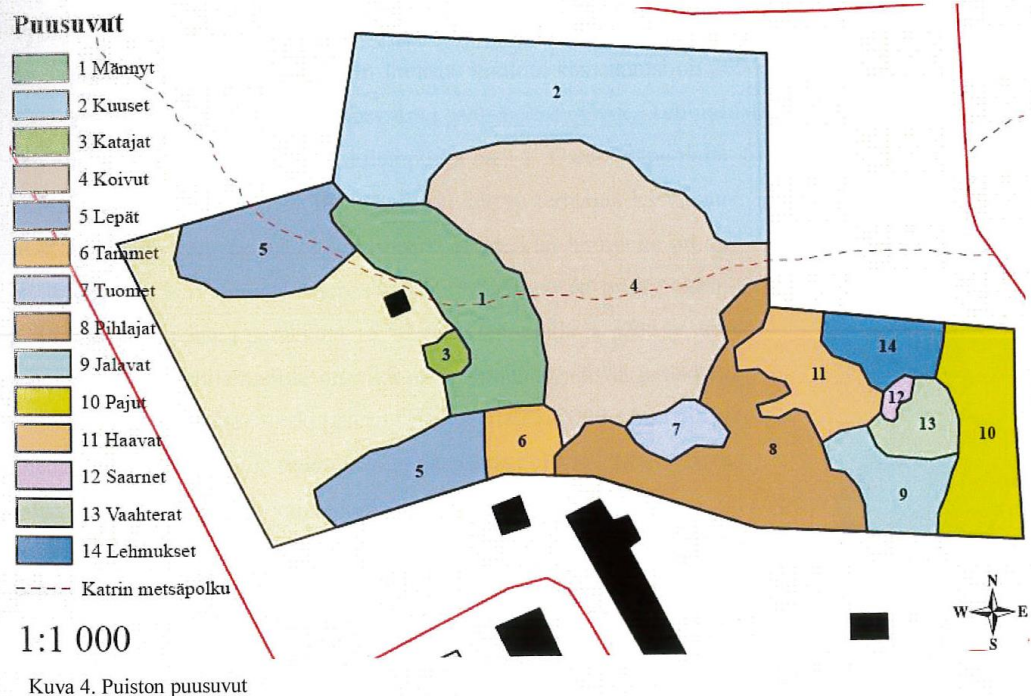 Puusuvut
1 Männyt
2 Kuuset
3 Katajat
4 Koivut
5 Lepät
6 Tammet
7 Tuomet
8 Pihlajat
9 Jalavat
10 Pajut
11 Haavat
12 Saarnet
13 Vaahterat
14 Lehmukset
Katrin metsäpolku
1:1 000
2
5
1
4
3
14
11
12
13
10
5
6
7
8
9
N
W E
S
Kuva 4. Puiston puusuvut